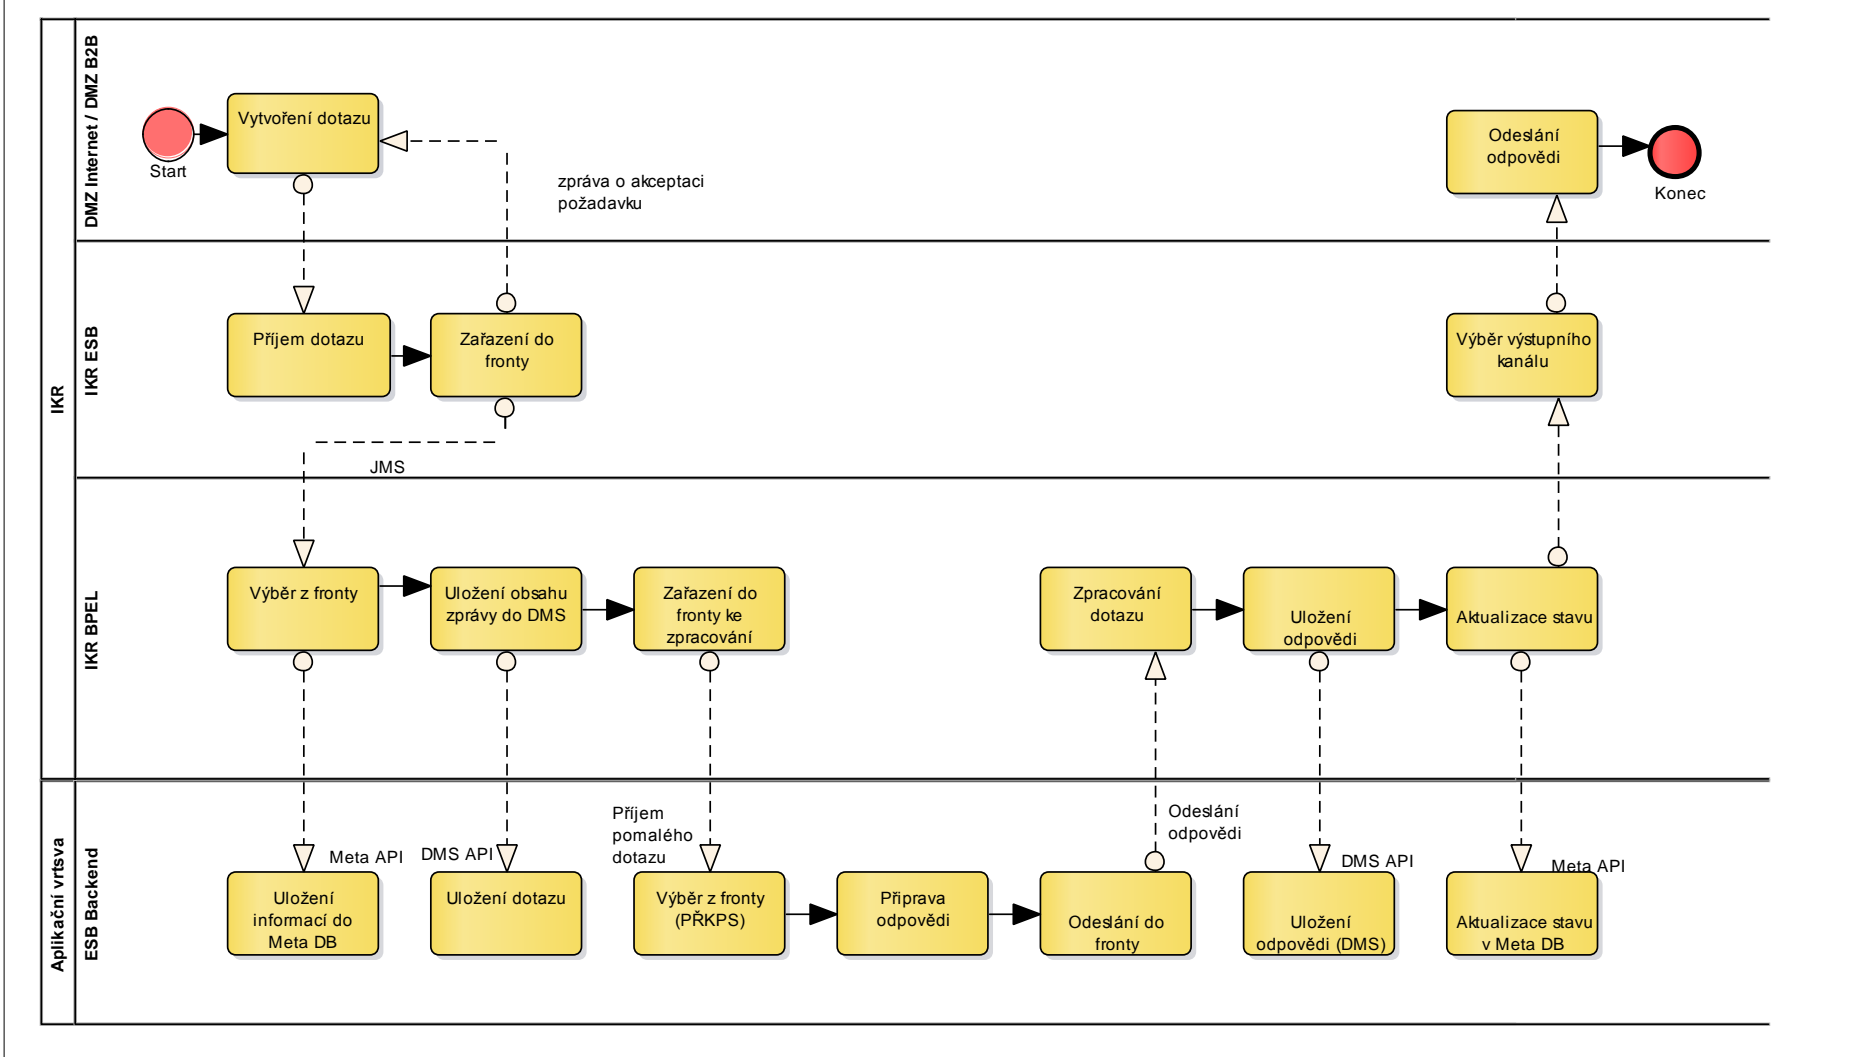 IKR
DMZ Internet / DMZ B2B
Start
Vytvoření dotazu
zpráva o akceptaci
požadavku
Odeslání
odpovědi
Konec
IKR ESB
Příjem dotazu
Zařazení do
fronty
Výběr výstupního
kanálu
JMS
IKR BPEL
Výběr z fronty
Uložení obsahu
zprávy do DMS
Zařazení do
fronty ke
zpracování
Zpracování
dotazu
Uložení
odpovědi
Aktualizace stavu
Aplikační vrtsva
ESB Backend
Meta API
DMS API
Příjem
pomalého
dotazu
Odeslání
odpovědi
DMS API
Meta API
Uložení
informací do
Meta DB
Uložení dotazu
Výběr z fronty
(PŘKPS)
Připrava
odpovědi
Odeslání do
fronty
Uložení
odpovědi (DMS)
Aktualizace stavu
v Meta DB